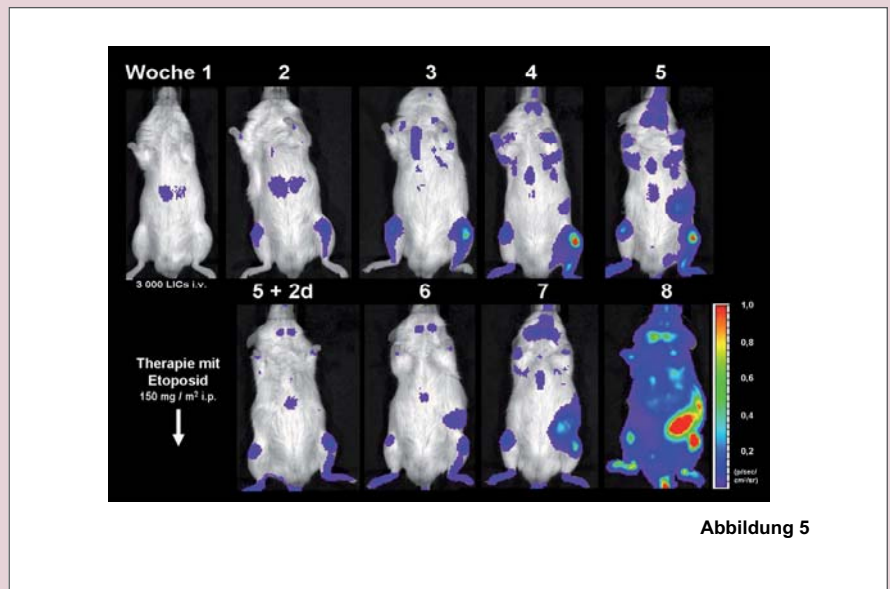 Woche 1 2 3 4 5
3 000 LICs i.v.
5 + 2d 6 7 8
Therapie mit
Etoposid
150 mg / m² i.p.
1,0
0,8
0,6
0,4
0,2
(p/sec/
cm²/sr)
Abbildung 5